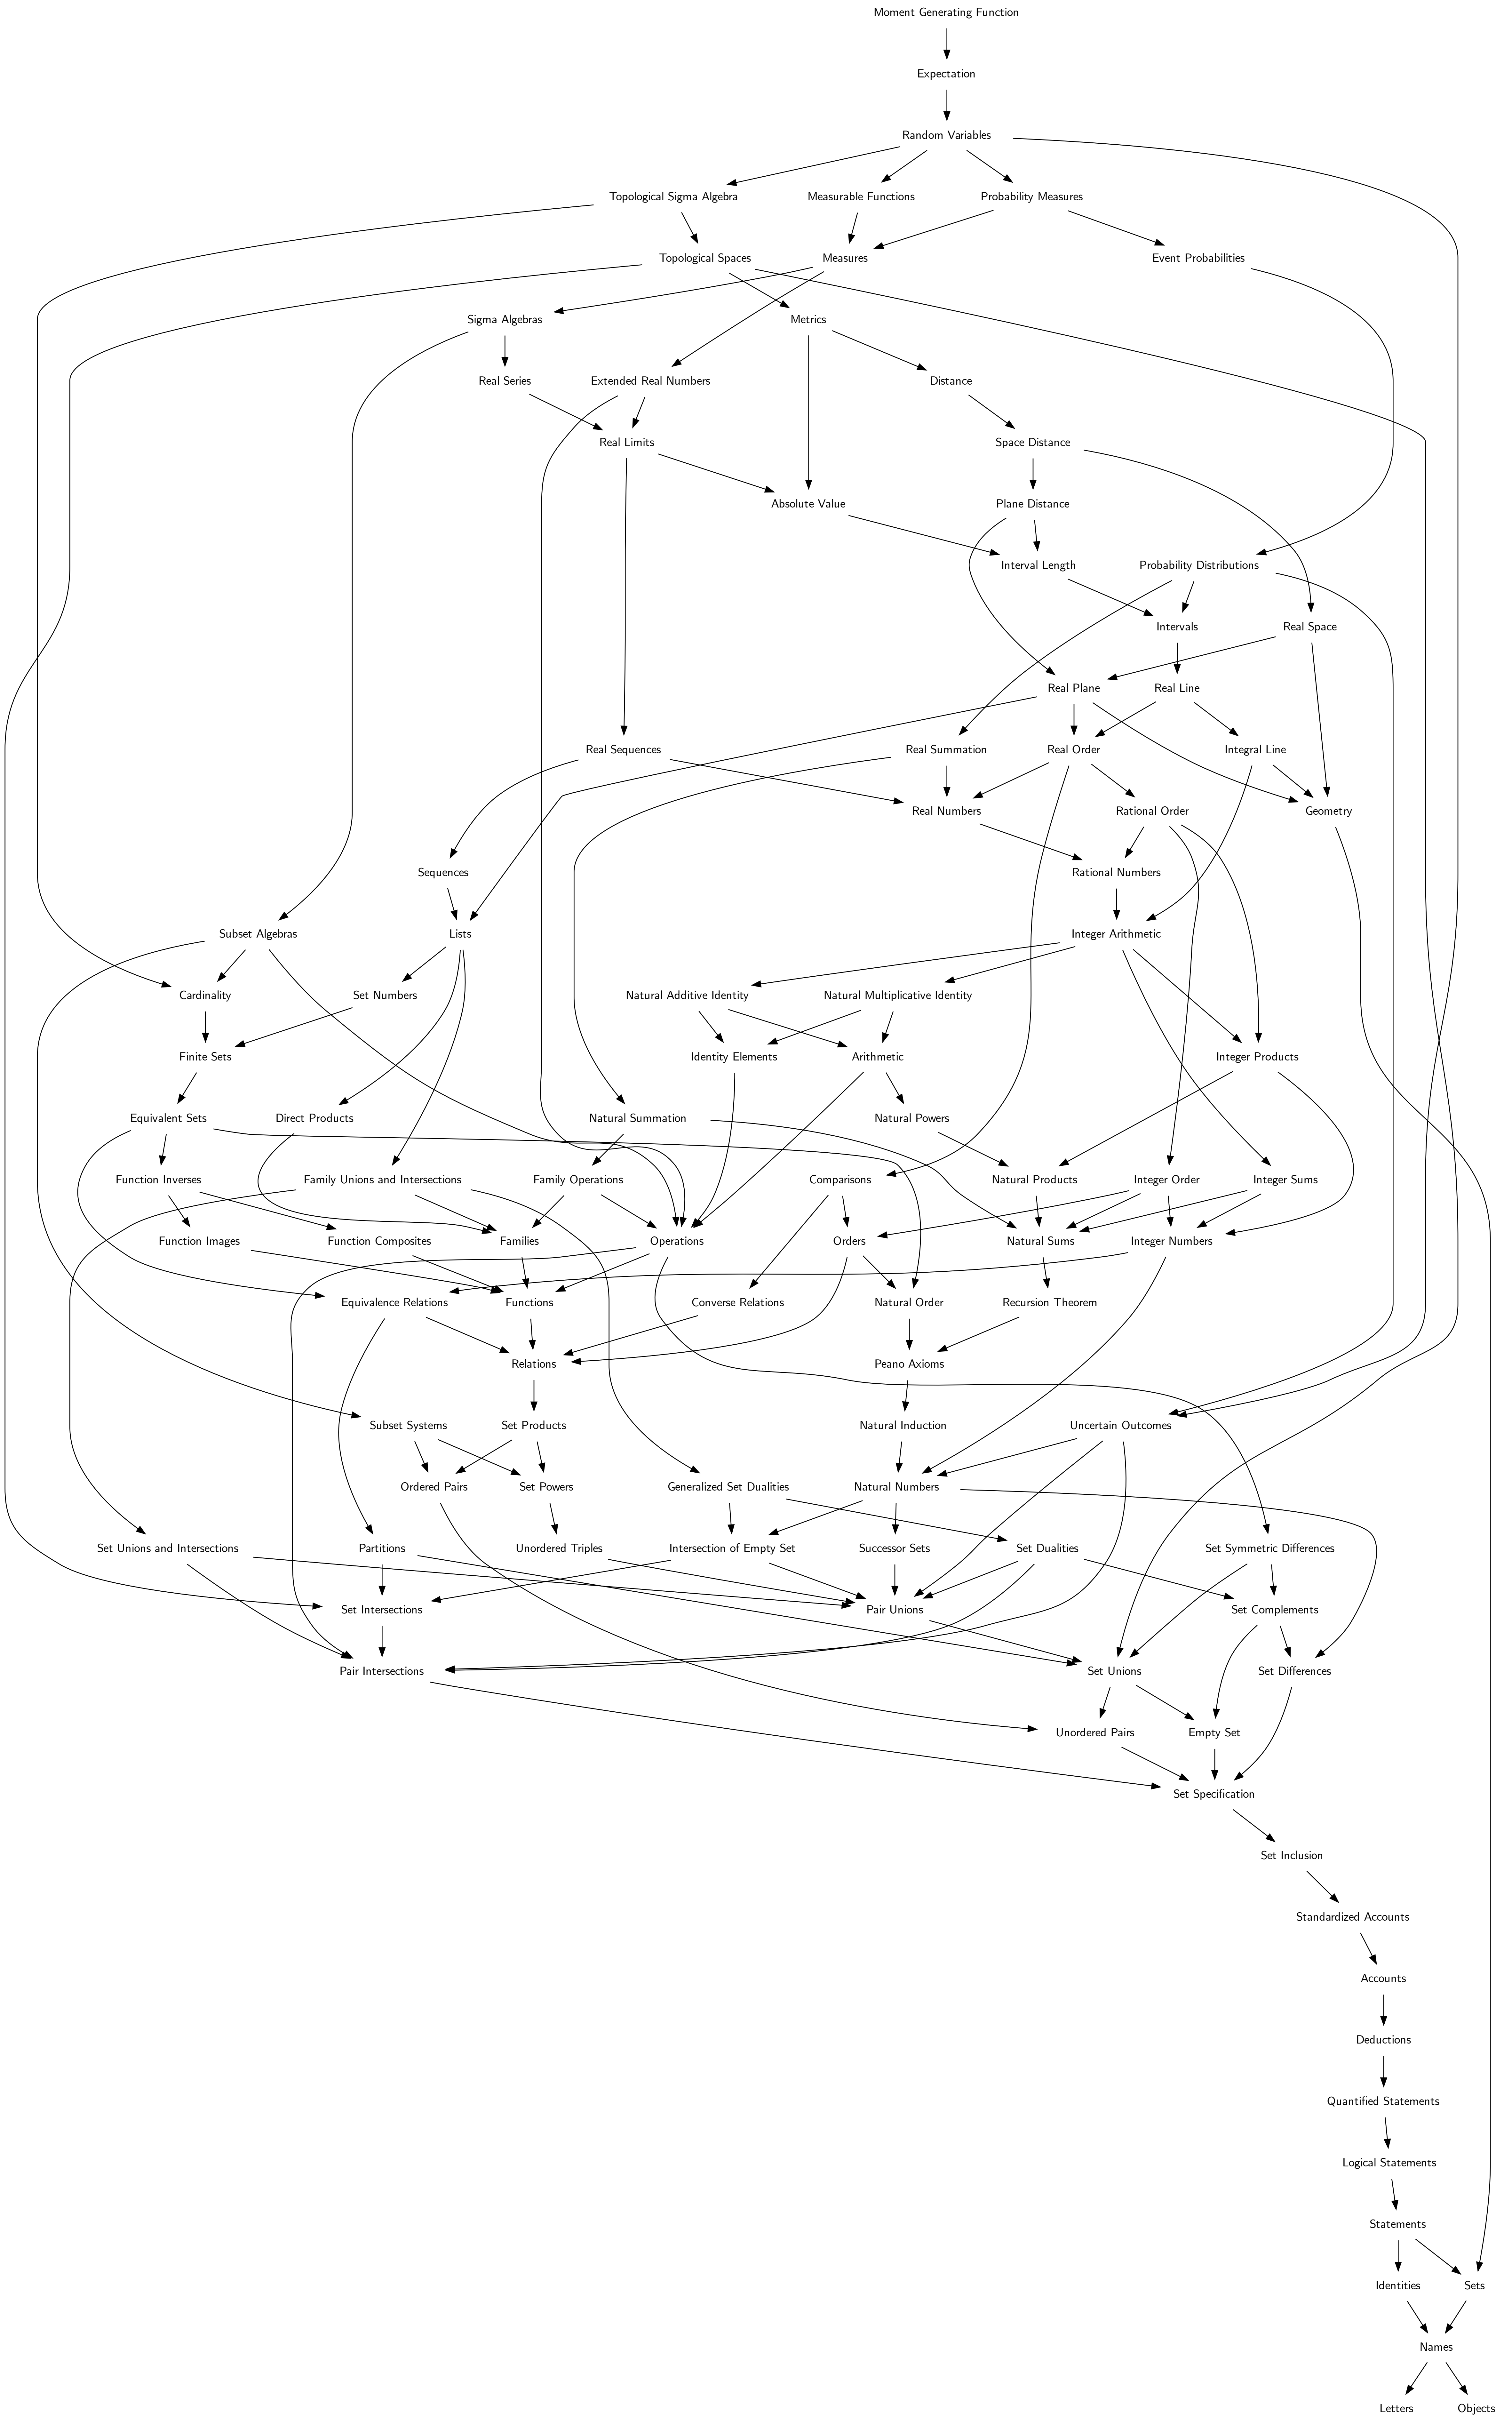 Moment Generating Function
Expectation
Random Variables
Topological Sigma Algebra
Measurable Functions
Probability Measures
Topological Spaces
Measures
Event Probabilities
Sigma Algebras
Metrics
Real Series
Extended Real Numbers
Distance
Real Limits
Space Distance
Absolute Value
Plane Distance
Interval Length
Probability Distributions
Intervals
Real Space
Real Plane
Real Line
Real Sequences
Real Summation
Real Order
Integral Line
Real Numbers
Rational Order
Geometry
Sequences
Rational Numbers
Subset Algebras
Lists
Integer Arithmetic
Cardinality
Set Numbers
Natural Additive Identity
Natural Multiplicative Identity
Finite Sets
Identity Elements
Arithmetic
Integer Products
Equivalent Sets
Direct Products
Natural Summation
Natural Powers
Function Inverses
Family Unions and Intersections
Family Operations
Comparisons
Natural Products
Integer Order
Integer Sums
Function Images
Function Composites
Families
Operations
Orders
Natural Sums
Integer Numbers
Equivalence Relations
Functions
Converse Relations
Natural Order
Recursion Theorem
Relations
Peano Axioms
Subset Systems
Set Products
Natural Induction
Uncertain Outcomes
Ordered Pairs
Set Powers
Generalized Set Dualities
Natural Numbers
Set Unions and Intersections
Partitions
Unordered Triples
Intersection of Empty Set
Successor Sets
Set Dualities
Set Symmetric Differences
Set Intersections
Pair Unions
Set Complements
Pair Intersections
Set Unions
Set Differences
Unordered Pairs
Empty Set
Set Specification
Set Inclusion
Standardized Accounts
Accounts
Deductions
Quantified Statements
Logical Statements
Statements
Identities
Sets
Names
Letters
Objects